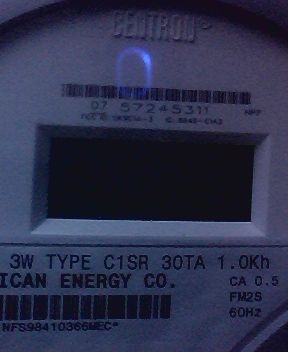 CENTRON
07 57245311
3W TYPE C1SR 30TA 1.0Kh
ICAN ENERGY CO. CA 0.5
FM2S
60Hz
NFS98410366MEC*